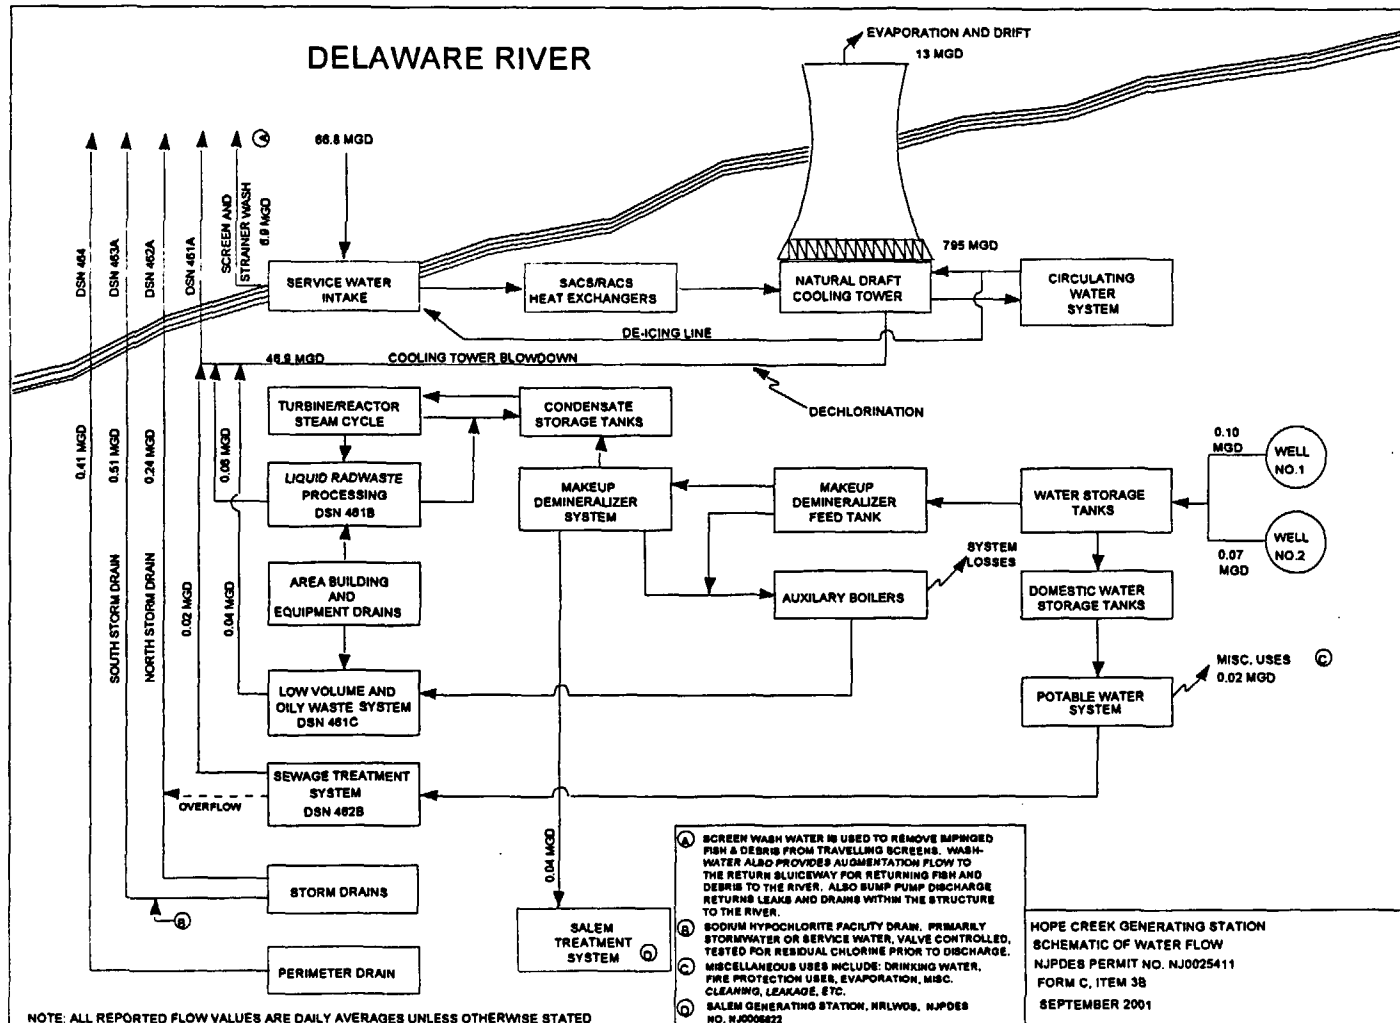 DELAWARE RIVER
EVAPORATION AND DRIFT
13 MGD
A
66.8 MGD
SCREEN AND
STRAINER WASH
6.9 MGD
DSN 464
DSN 463A
DSN 462A
DSN 461A
795 MGD
SERVICE WATER
INTAKE
SACS/RACS
HEAT EXCHANGERS
NATURAL DRAFT
COOLING TOWER
CIRCULATING
WATER
SYSTEM
DE-ICING LINE
46.9 MGD
COOLING TOWER BLOWDOWN
DECHLORINATION
TURBINE/REACTOR
STEAM CYCLE
CONDENSATE
STORAGE TANKS
0.41 MGD
0.51 MGD
0.24 MGD
0.06 MGD
LIQUID RADWASTE
PROCESSING
DSN 461B
MAKEUP
DEMINERALIZER
SYSTEM
MAKEUP
DEMINERALIZER
FEED TANK
WATER STORAGE
TANKS
0.10
MGD
WELL
NO.1
WELL
NO.2
0.07
MGD
SYSTEM
LOSSES
AREA BUILDING
AND
EQUIPMENT DRAINS
AUXILARY BOILERS
DOMESTIC WATER
STORAGE TANKS
SOUTH STORM DRAIN
NORTH STORM DRAIN
0.02 MGD
0.04 MGD
MISC. USES C
0.02 MGD
LOW VOLUME AND
OILY WASTE SYSTEM
DSN 461C
POTABLE WATER
SYSTEM
SEWAGE TREATMENT
SYSTEM
DSN 462B
OVERFLOW
0.04 MGD
STORM DRAINS
B
PERIMETER DRAIN
SALEM
TREATMENT
SYSTEM D
A SCREEN WASH WATER IS USED TO REMOVE IMPINGED
FISH & DEBRIS FROM TRAVELLING SCREENS. WASH-
WATER ALSO PROVIDES AUGMENTATION FLOW TO
THE RETURN SLUICEWAY FOR RETURNING FISH AND
DEBRIS TO THE RIVER. ALSO SUMP PUMP DISCHARGE
RETURNS LEAKS AND DRAINS WITHIN THE STRUCTURE
TO THE RIVER.
B SODIUM HYPOCHLORITE FACILITY DRAIN. PRIMARILY
STORMWATER OR SERVICE WATER, VALVE CONTROLLED,
TESTED FOR RESIDUAL CHLORINE PRIOR TO DISCHARGE.
C MISCELLANEOUS USES INCLUDE: DRINKING WATER,
FIRE PROTECTION USES, EVAPORATION, MISC.
CLEANING, LEAKAGE, ETC.
D SALEM GENERATING STATION, NRLWDS, NJPDES
NO. NJ0005622
HOPE CREEK GENERATING STATION
SCHEMATIC OF WATER FLOW
NJPDES PERMIT NO. NJ0025411
FORM C, ITEM 3B
SEPTEMBER 2001
NOTE: ALL REPORTED FLOW VALUES ARE DAILY AVERAGES UNLESS OTHERWISE STATED